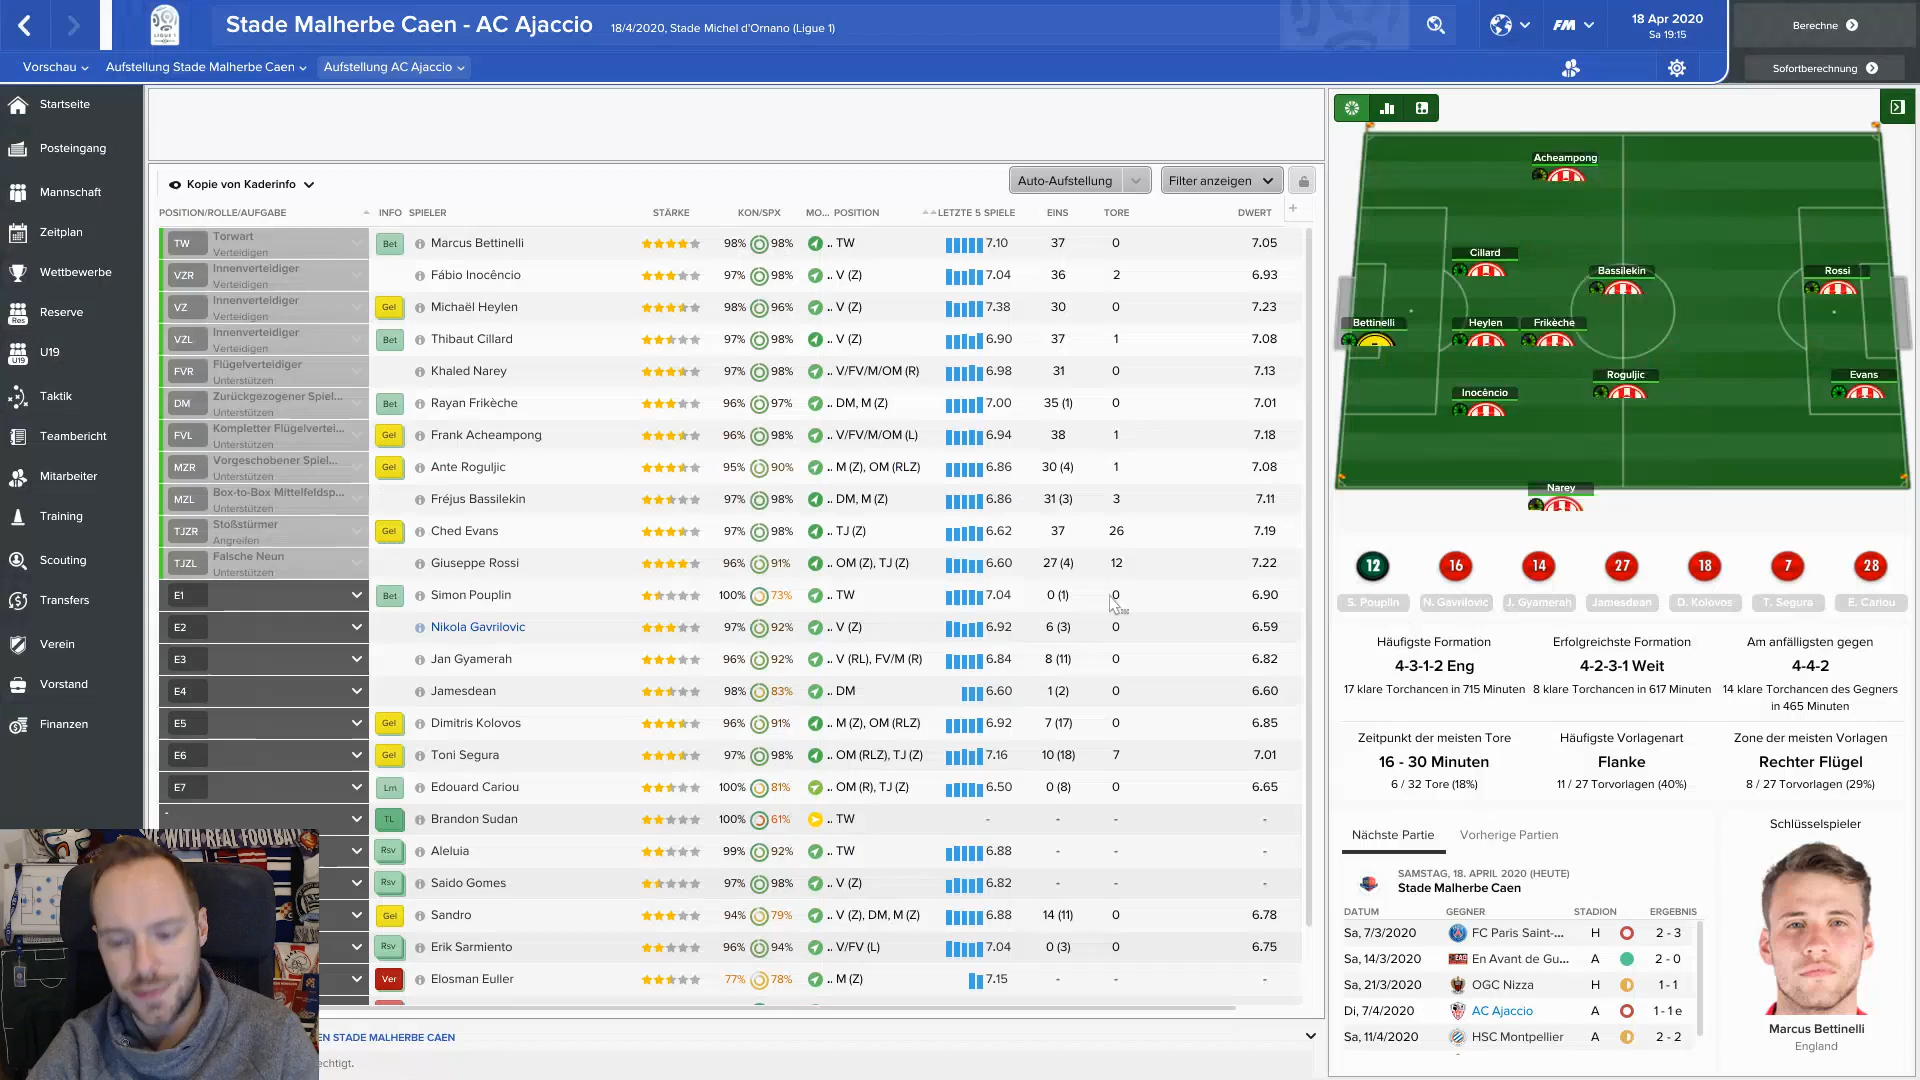 Stade Malherbe Caen - AC Ajaccio
18/4/2020, Stade Michel d'Ornano (Ligue 1)
FM
18 Apr 2020
Sa 19:15
Berechne
Sofortberechnung
Vorschau
Aufstellung Stade Malherbe Caen
Aufstellung AC Ajaccio
Startseite
Posteingang
Mannschaft
Zeitplan
Wettbewerbe
Reserve
U19
Taktik
Teambericht
Mitarbeiter
Training
Scouting
Transfers
Verein
Vorstand
Finanzen
Kopie von Kaderinfo
Auto-Aufstellung
Filter anzeigen
POSITION/ROLLE/AUFGABE INFO SPIELER STÄRKE KON/SPX MO... POSITION LETZTE 5 SPIELE EINS TORE DWERT
TW Torwart Verteidigen Bet Marcus Bettinelli 98% 98% .. TW 7.10 37 0 7.05
VZR Innenverteidiger Verteidigen Fábio Inocêncio 97% 98% .. V (Z) 7.04 36 2 6.93
VZ Innenverteidiger Verteidigen Gel Michaël Heylen 98% 96% .. V (Z) 7.38 30 0 7.23
VZL Innenverteidiger Verteidigen Bet Thibaut Cillard 97% 98% .. V (Z) 6.90 37 1 7.08
FVR Flügelverteidiger Unterstützen Khaled Narey 97% 98% .. V/FV/M/OM (R) 6.98 31 0 7.13
DM Zurückgezogener Spiel... Unterstützen Bet Rayan Frikèche 96% 97% .. DM, M (Z) 7.00 35 (1) 0 7.01
FVL Kompletter Flügelvertei... Unterstützen Gel Frank Acheampong 96% 98% .. V/FV/M/OM (L) 6.94 38 1 7.18
MZR Vorgeschobener Spiel... Unterstützen Gel Ante Roguljic 95% 90% .. M (Z), OM (RLZ) 6.86 30 (4) 1 7.08
MZL Box-to-Box Mittelfeldsp... Unterstützen Fréjus Bassilekin 97% 98% .. DM, M (Z) 6.86 31 (3) 3 7.11
TJZR Stoßstürmer Angreifen Gel Ched Evans 97% 98% .. TJ (Z) 6.62 37 26 7.19
TJZL Falsche Neun Unterstützen Giuseppe Rossi 96% 91% .. OM (Z), TJ (Z) 6.60 27 (4) 12 7.22
E1 Bet Simon Pouplin 100% 73% .. TW 7.04 0 (1) 0 6.90
E2 Nikola Gavrilovic 97% 92% .. V (Z) 6.92 6 (3) 0 6.59
E3 Jan Gyamerah 96% 92% .. V (RL), FV/M (R) 6.84 8 (11) 0 6.82
E4 Jamesdean 98% 83% .. DM 6.60 1 (2) 0 6.60
E5 Gel Dimitris Kolovos 96% 91% .. M (Z), OM (RLZ) 6.92 7 (17) 0 6.85
E6 Gel Toni Segura 97% 98% .. OM (RLZ), TJ (Z) 7.16 10 (18) 7 7.01
E7 Lm Edouard Cariou 100% 81% .. OM (R), TJ (Z) 6.50 0 (8) 0 6.65
- TL Brandon Sudan 100% 61% .. TW - - - -
Rsv Aleluia 99% 92% .. TW 6.88 - - -
Rsv Saido Gomes 97% 98% .. V (Z) 6.82 - - -
Gel Sandro 94% 79% .. V (Z), DM, M (Z) 6.88 14 (11) 0 6.78
Rsv Erik Sarmiento 96% 94% .. V/FV (L) 7.04 0 (3) 0 6.75
Ver Elosman Euller 77% 78% .. M (Z) 7.15 - - -
EN STADE MALHERBE CAEN
chtigt.
Acheampong
Cillard
Bassilekin
Rossi
Bettinelli
Heylen
Frikèche
Roguljic
Evans
Inocêncio
Narey
12 16 14 27 18 7 28
S. Pouplin N. Gavrilovic J. Gyamerah Jamesdean D. Kolovos T. Segura E. Cariou
Häufigste Formation
4-3-1-2 Eng
17 klare Torchancen in 715 Minuten
Erfolgreichste Formation
4-2-3-1 Weit
8 klare Torchancen in 617 Minuten
Am anfälligsten gegen
4-4-2
14 klare Torchancen des Gegners
in 465 Minuten
Zeitpunkt der meisten Tore
16 - 30 Minuten
6 / 32 Tore (18%)
Häufigste Vorlagenart
Flanke
11 / 27 Torvorlagen (40%)
Zone der meisten Vorlagen
Rechter Flügel
8 / 27 Torvorlagen (29%)
Nächste Partie
Vorherige Partien
SAMSTAG, 18. APRIL 2020 (HEUTE)
Stade Malherbe Caen
DATUM GEGNER STADION ERGEBNIS
Sa, 7/3/2020 FC Paris Saint-... H 2 - 3
Sa, 14/3/2020 En Avant de Gu... A 2 - 0
Sa, 21/3/2020 OGC Nizza H 1 - 1
Di, 7/4/2020 AC Ajaccio A 1 - 1 e
Sa, 11/4/2020 HSC Montpellier A 2 - 2
Schlüsselspieler
Marcus Bettinelli
England